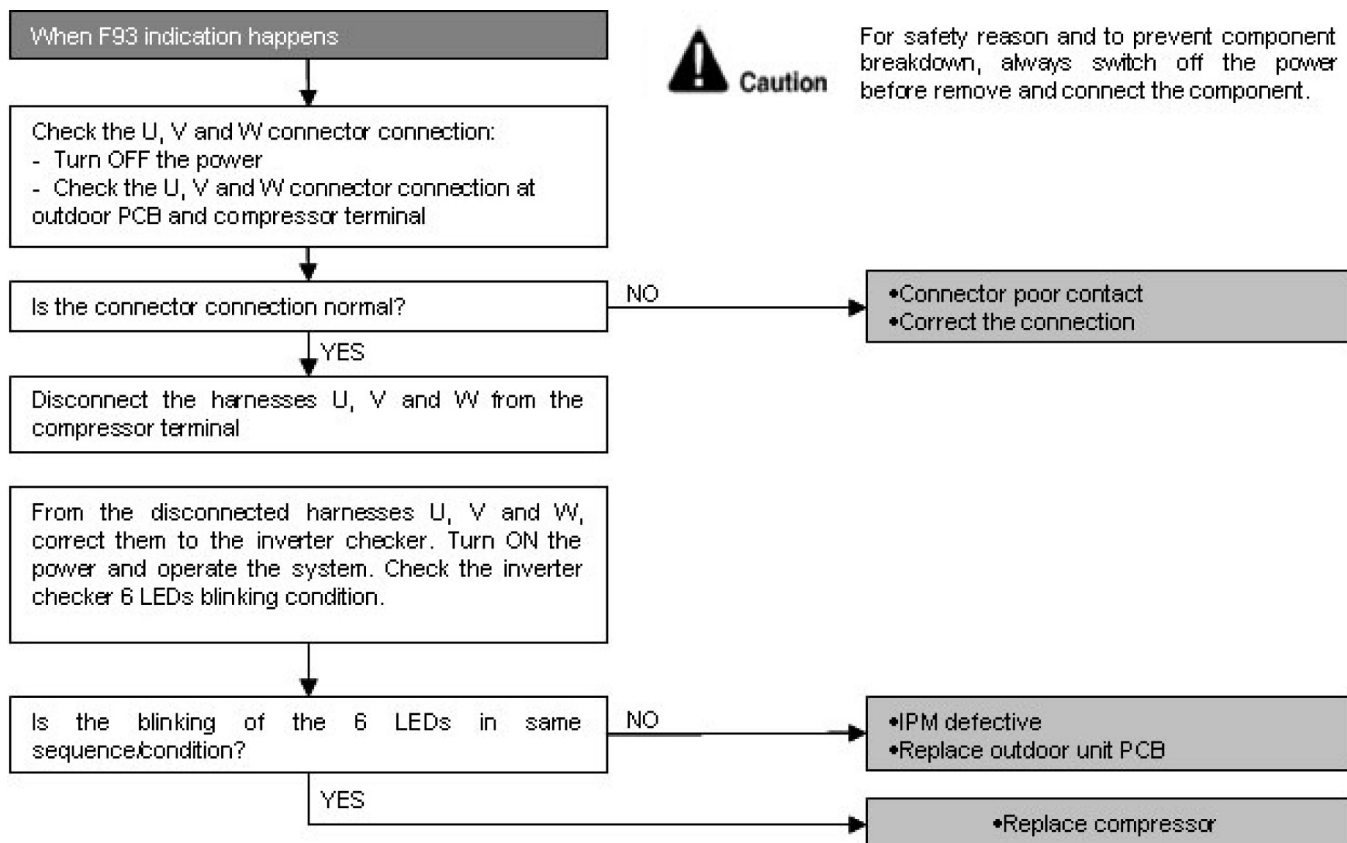 When F93 indication happens
Caution
For safety reason and to prevent component
breakdown, always switch off the power
before remove and connect the component.
Check the U, V and W connector connection:
- Turn OFF the power
- Check the U, V and W connector connection at
outdoor PCB and compressor terminal
Is the connector connection normal?
NO
•Connector poor contact
•Correct the connection
YES
Disconnect the harnesses U, V and W from the
compressor terminal
From the disconnected harnesses U, V and W,
correct them to the inverter checker. Turn ON the
power and operate the system. Check the inverter
checker 6 LEDs blinking condition.
Is the blinking of the 6 LEDs in same
sequence/condition?
NO
•IPM defective
•Replace outdoor unit PCB
YES
•Replace compressor